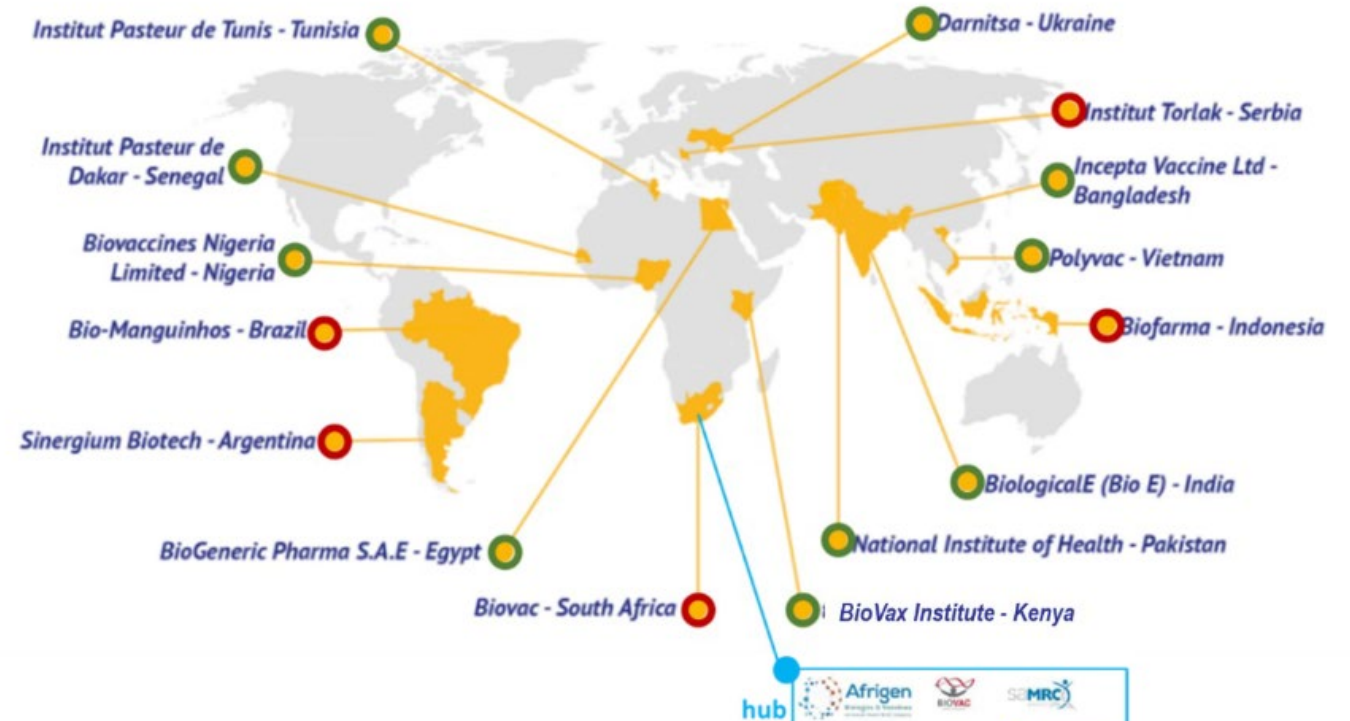 Institut Pasteur de Tunis - Tunisia
Darnitsa - Ukraine
Institut Torlak - Serbia
Institut Pasteur de
Dakar - Senegal
Incepta Vaccine Ltd -
Bangladesh
Biovaccines Nigeria
Limited - Nigeria
Polyvac - Vietnam
Bio-Manguinhos - Brazil
Biofarma - Indonesia
Sinergium Biotech - Argentina
BiologicalE (Bio E) - India
BioGeneric Pharma S.A.E - Egypt
National Institute of Health - Pakistan
Biovac - South Africa
BioVax Institute - Kenya
hub
Afrigen
Biologics & Vaccines
BIOVAC
saMRC